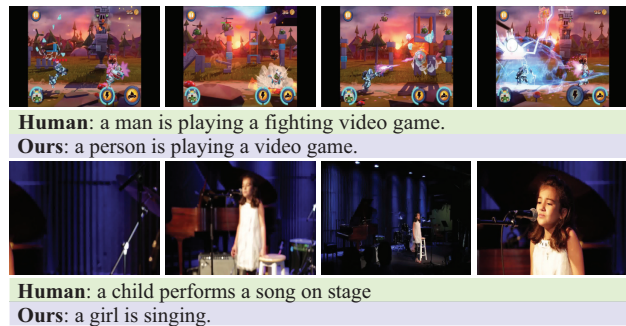 Human: a man is playing a fighting video game.
Ours: a person is playing a video game.
Human: a child performs a song on stage
Ours: a girl is singing.